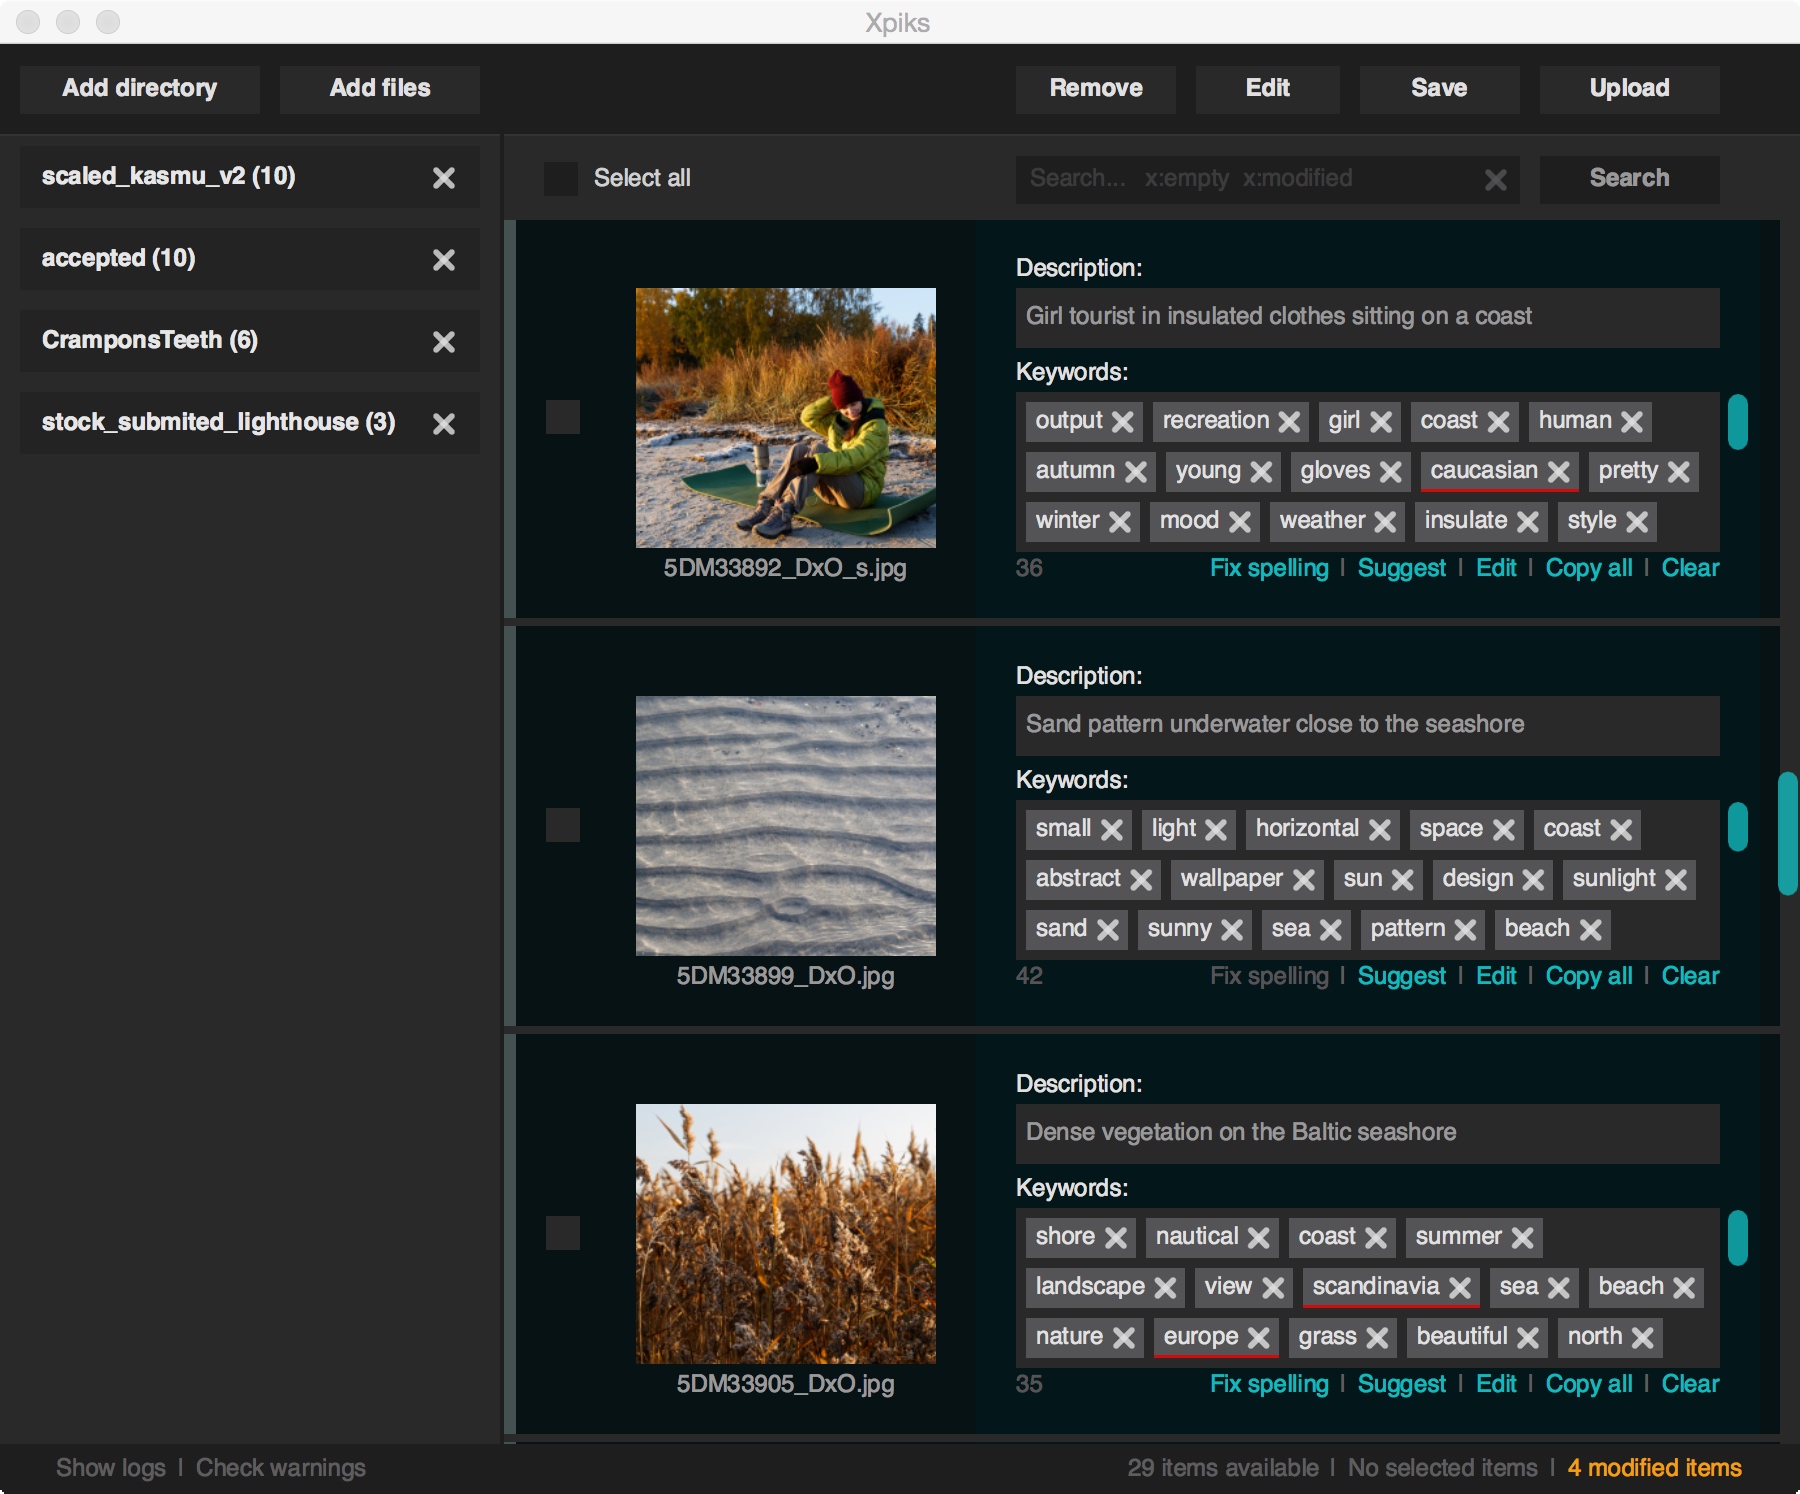 Xpiks
Add directory Add files Remove Edit Save Upload
scaled_kasmu_v2 (10)
accepted (10)
CramponsTeeth (6)
stock_submited_lighthouse (3)
Select all Search... x:empty x:modified Search
Description:
Girl tourist in insulated clothes sitting on a coast
Keywords:
output recreation girl coast human
autumn young gloves caucasian pretty
winter mood weather insulate style
5DM33892_DxO_s.jpg
36 Fix spelling | Suggest | Edit | Copy all | Clear
Description:
Sand pattern underwater close to the seashore
Keywords:
small light horizontal space coast
abstract wallpaper sun design sunlight
sand sunny sea pattern beach
5DM33899_DxO.jpg
42 Fix spelling | Suggest | Edit | Copy all | Clear
Description:
Dense vegetation on the Baltic seashore
Keywords:
shore nautical coast summer
landscape view scandinavia sea beach
nature europe grass beautiful north
5DM33905_DxO.jpg
35 Fix spelling | Suggest | Edit | Copy all | Clear
Show logs | Check warnings 29 items available | No selected items | 4 modified items